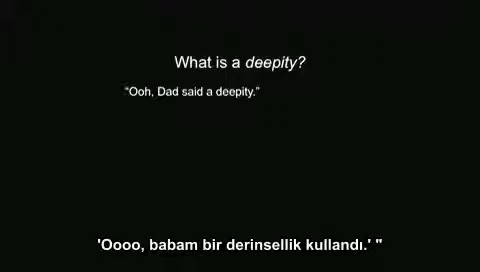 What is a deepity?
“Ooh, Dad said a deepity.”
'Oooo, babam bir derinsellik kullandı.' "